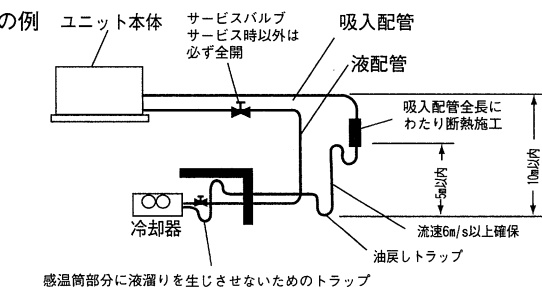 の例
ユニット本体
サービスバルブ
サービス時以外は
必ず全開
吸入配管
液配管
吸入配管全長に
わたり断熱施工
10m以内
5m以内
冷却器
流速6m/s以上確保
油戻しトラップ
感温筒部分に液溜りを生じさせないためのトラップ